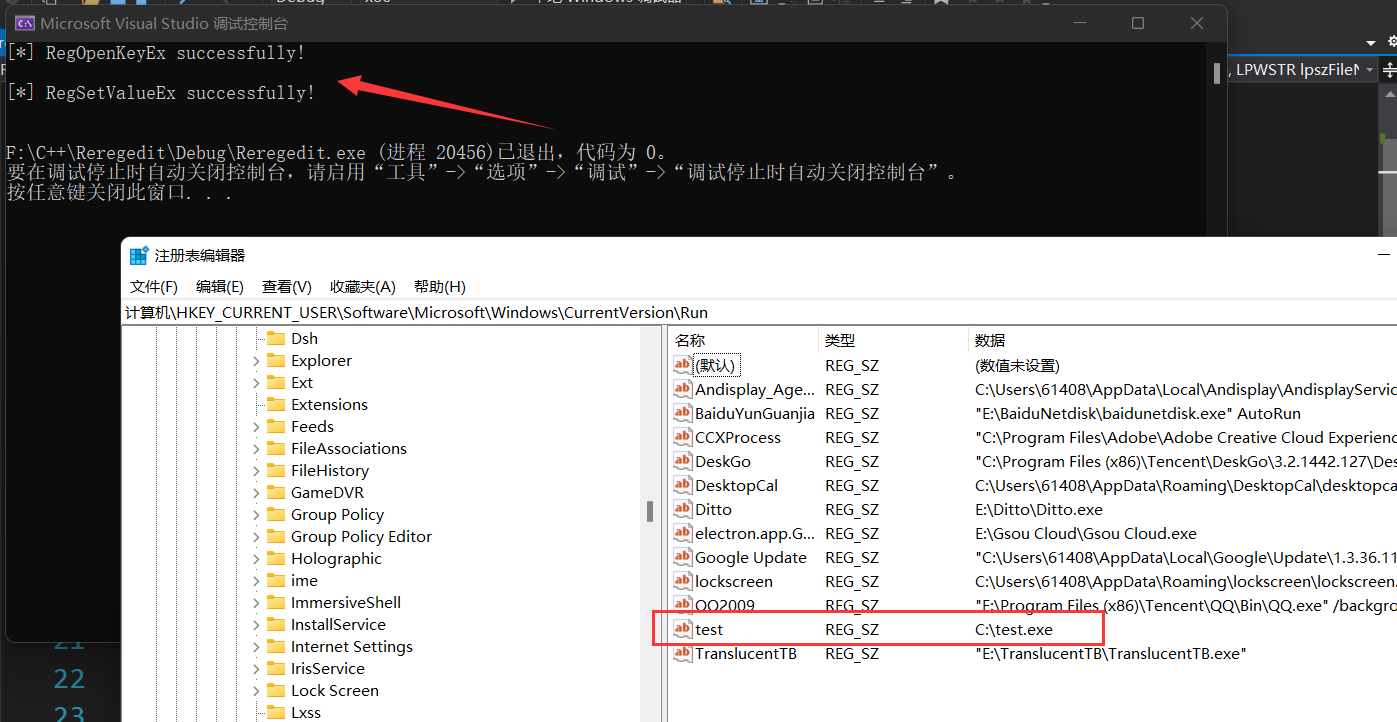 Microsoft Visual Studio 调试控制台
[*] RegOpenKeyEx successfully!
[*] RegSetValueEx successfully!
F:\C++\Reregedit\Debug\Reregedit.exe (进程 20456)已退出，代码为 0。
要在调试停止时自动关闭控制台，请启用“工具”->“选项”->“调试”->“调试停止时自动关闭控制台”。
按任意键关闭此窗口. . .
, LPWSTR lpszFileN
注册表编辑器
文件(F) 编辑(E) 查看(V) 收藏夹(A) 帮助(H)
计算机\HKEY_CURRENT_USER\Software\Microsoft\Windows\CurrentVersion\Run
Dsh
Explorer
Ext
Extensions
Feeds
FileAssociations
FileHistory
GameDVR
Group Policy
Group Policy Editor
Holographic
ime
ImmersiveShell
InstallService
Internet Settings
IrisService
Lock Screen
Lxss
名称 类型 数据
(默认) REG_SZ (数值未设置)
Andisplay_Age... REG_SZ C:\Users\61408\AppData\Local\Andisplay\AndisplayServic
BaiduYunGuanjia REG_SZ "E:\BaiduNetdisk\baidunetdisk.exe" AutoRun
CCXProcess REG_SZ "C:\Program Files\Adobe\Adobe Creative Cloud Experienc
DeskGo REG_SZ "C:\Program Files (x86)\Tencent\DeskGo\3.2.1442.127\Des
DesktopCal REG_SZ C:\Users\61408\AppData\Roaming\DesktopCal\desktopca
Ditto REG_SZ E:\Ditto\Ditto.exe
electron.app.G... REG_SZ E:\Gsou Cloud\Gsou Cloud.exe
Google Update REG_SZ "C:\Users\61408\AppData\Local\Google\Update\1.3.36.11
lockscreen REG_SZ C:\Users\61408\AppData\Roaming\lockscreen\lockscreen.
QQ2009 REG_SZ "E:\Program Files (x86)\Tencent\QQ\Bin\QQ.exe" /backgro
test REG_SZ C:\test.exe
TranslucentTB REG_SZ "E:\TranslucentTB\TranslucentTB.exe"
21
22
23